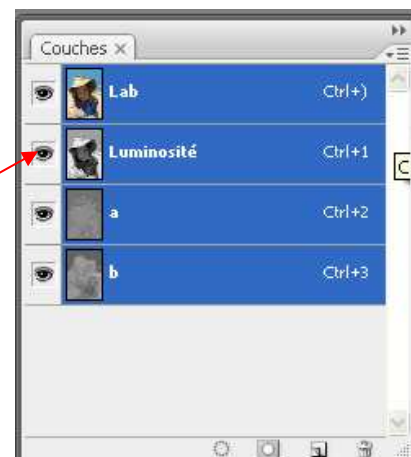 Couches ×
Lab Ctrl+)
Luminosité Ctrl+1
C
a Ctrl+2
b Ctrl+3